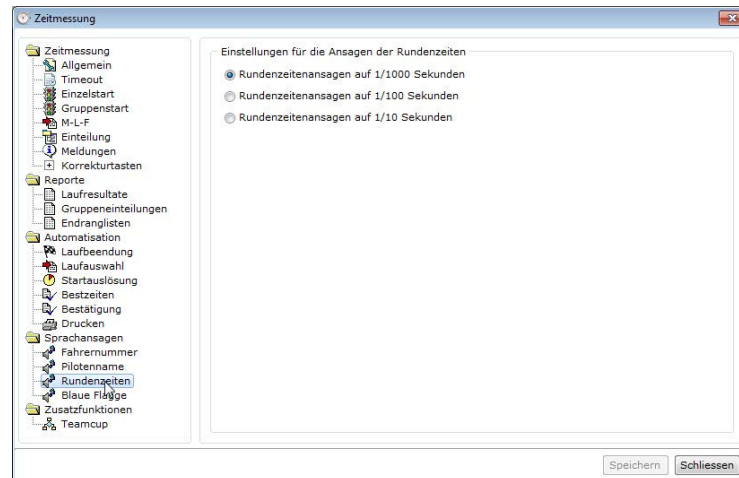 Zeitmessung
Zeitmessung
Allgemein
Timeout
Einzelstart
Gruppenstart
M-L-F
Einteilung
Meldungen
Korrekturtasten
Reporte
Laufresultate
Gruppeneinteilungen
Endranglisten
Automatisation
Laufbeendung
Laufauswahl
Startauslösung
Bestzeiten
Bestätigung
Drucken
Sprachansagen
Fahrernummer
Pilotenname
Rundenzeiten
Blaue Flagge
Zusatzfunktionen
Teamcup
Einstellungen für die Ansagen der Rundenzeiten
Rundenzeitenansagen auf 1/1000 Sekunden
Rundenzeitenansagen auf 1/100 Sekunden
Rundenzeitenansagen auf 1/10 Sekunden
Speichern
Schliessen